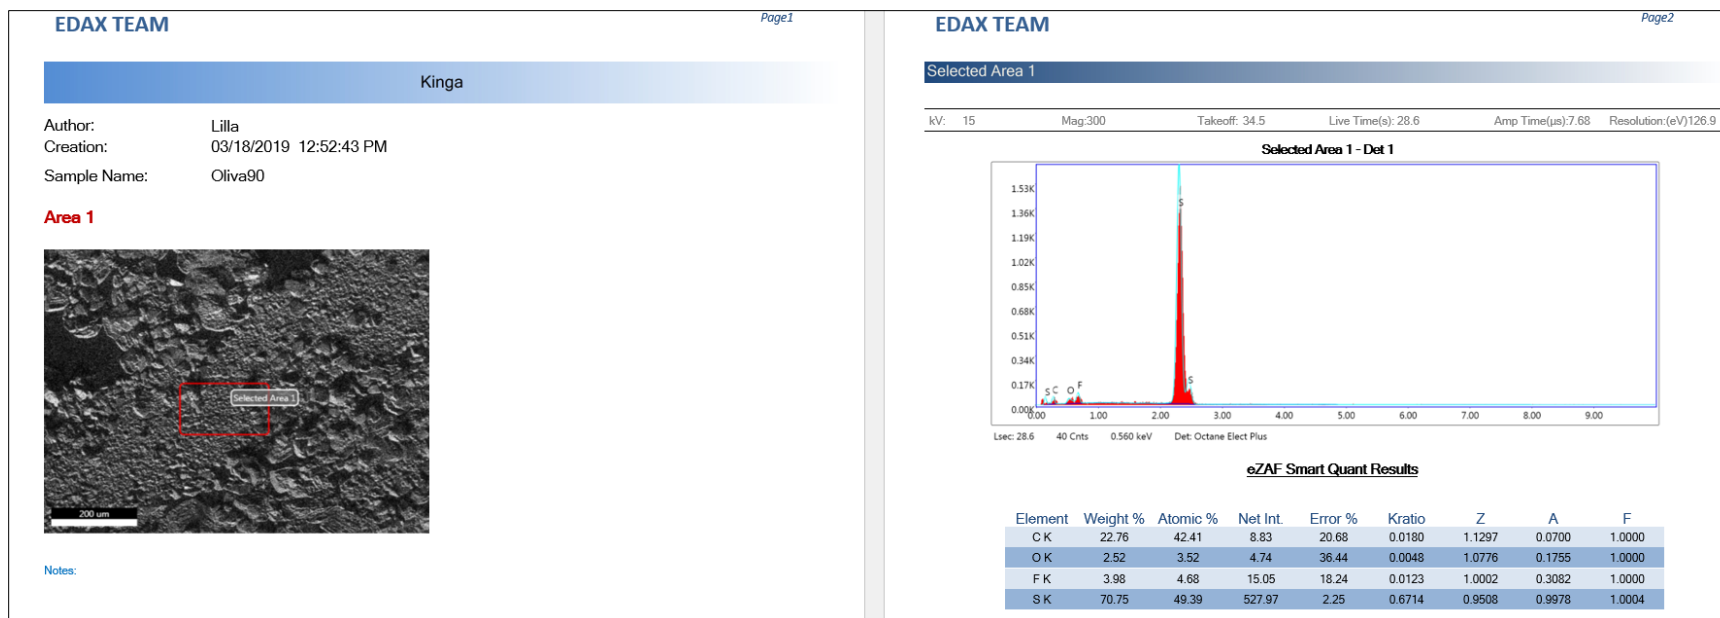 EDAX TEAM
Page1
Kinga
Author: Lilla
Creation: 03/18/2019 12:52:43 PM
Sample Name: Oliva90
Area 1
Selected Area 1
200 um
Notes:
EDAX TEAM
Page2
Selected Area 1
kV: 15 Mag:300 Takeoff: 34.5 Live Time(s): 28.6 Amp Time(µs):7.68 Resolution:(eV)126.9
Selected Area 1 - Det 1
1.53K
1.36K
1.19K
1.02K
0.85K
0.68K
0.51K
0.34K
0.17K
0.00K
S C O F S S
0.00 1.00 2.00 3.00 4.00 5.00 6.00 7.00 8.00 9.00
Lsec: 28.6 40 Cnts 0.560 keV Det: Octane Elect Plus
eZAF Smart Quant Results
Element Weight % Atomic % Net Int. Error % Kratio Z A F
C K 22.76 42.41 8.83 20.68 0.0180 1.1297 0.0700 1.0000
O K 2.52 3.52 4.74 36.44 0.0048 1.0776 0.1755 1.0000
F K 3.98 4.68 15.05 18.24 0.0123 1.0002 0.3082 1.0000
S K 70.75 49.39 527.97 2.25 0.6714 0.9508 0.9978 1.0004